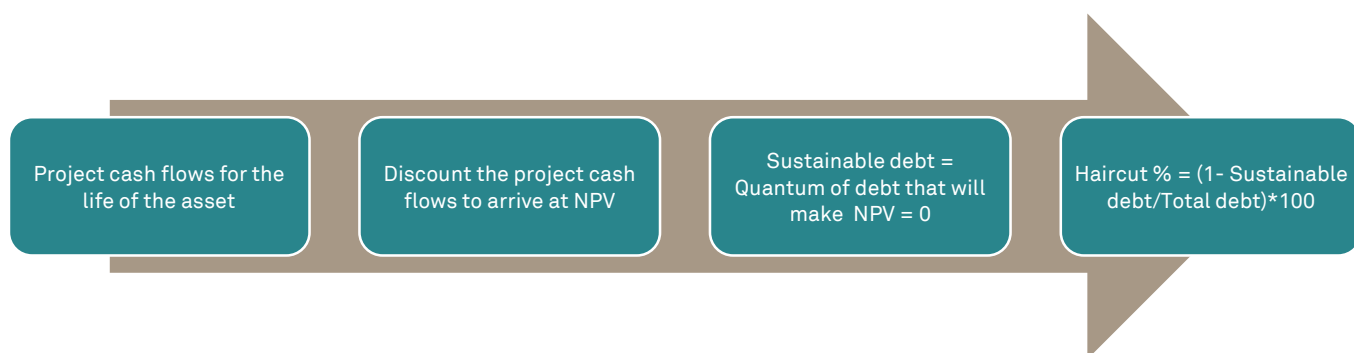 Project cash flows for the
life of the asset
Discount the project cash
flows to arrive at NPV
Sustainable debt =
Quantum of debt that will
make  NPV = 0
Haircut % = (1- Sustainable
debt/Total debt)*100